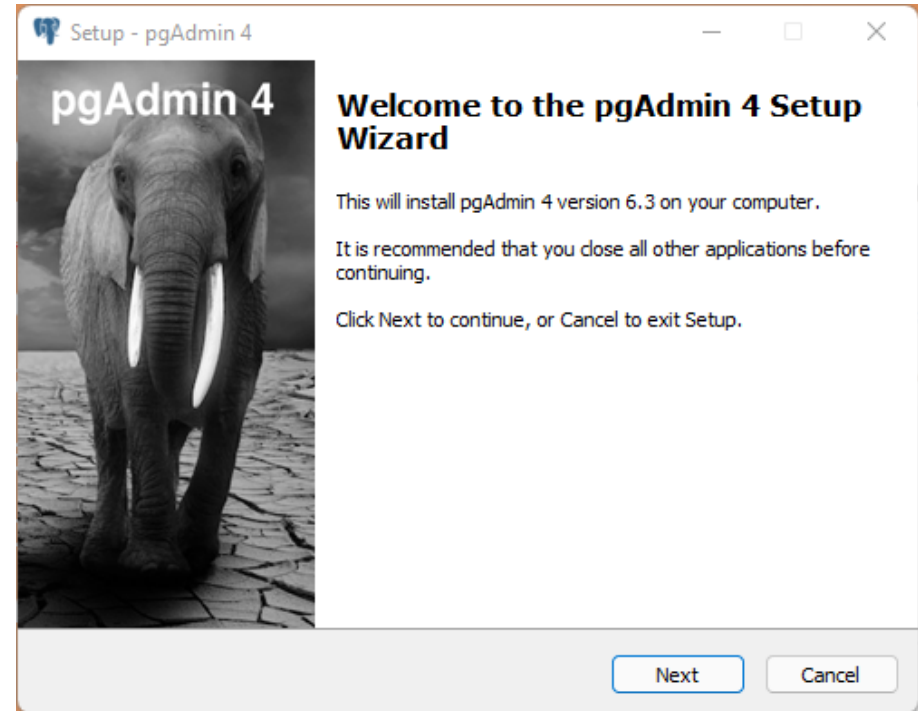 Setup - pgAdmin 4
pgAdmin 4
Welcome to the pgAdmin 4 Setup
Wizard
This will install pgAdmin 4 version 6.3 on your computer.
It is recommended that you close all other applications before
continuing.
Click Next to continue, or Cancel to exit Setup.
Next
Cancel